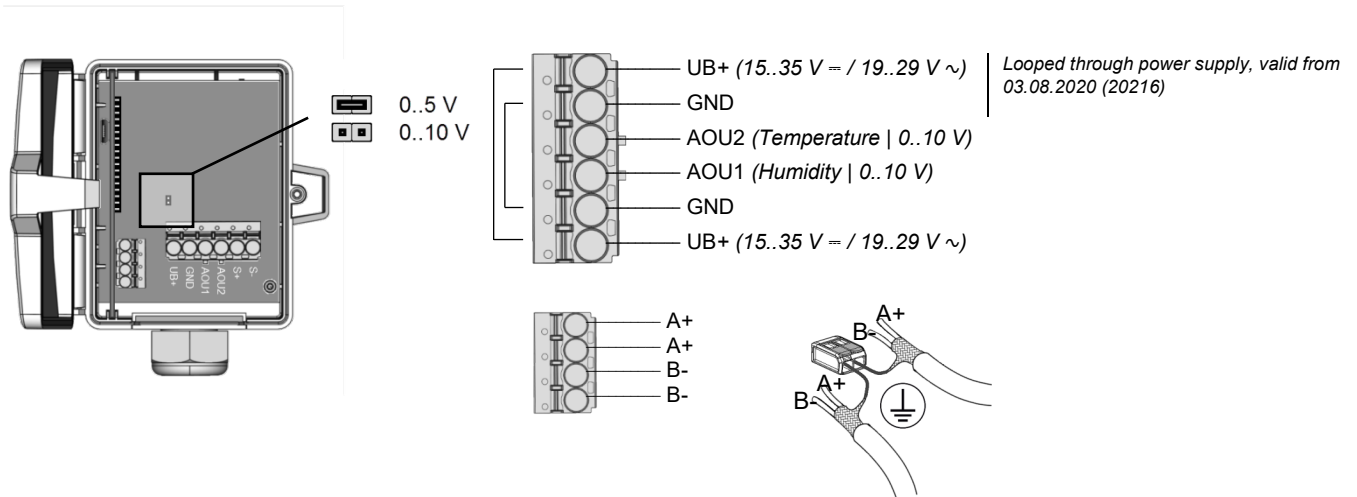 0..5 V
0..10 V
UB+
GND
AOU1
AOU2
S+
S-
UB+ (15..35 V ⎓ / 19..29 V ~)
GND
AOU2 (Temperature | 0..10 V)
AOU1 (Humidity | 0..10 V)
GND
UB+ (15..35 V ⎓ / 19..29 V ~)
Looped through power supply, valid from
03.08.2020 (20216)
A+
A+
B-
B-
A+
B-
A+
B-